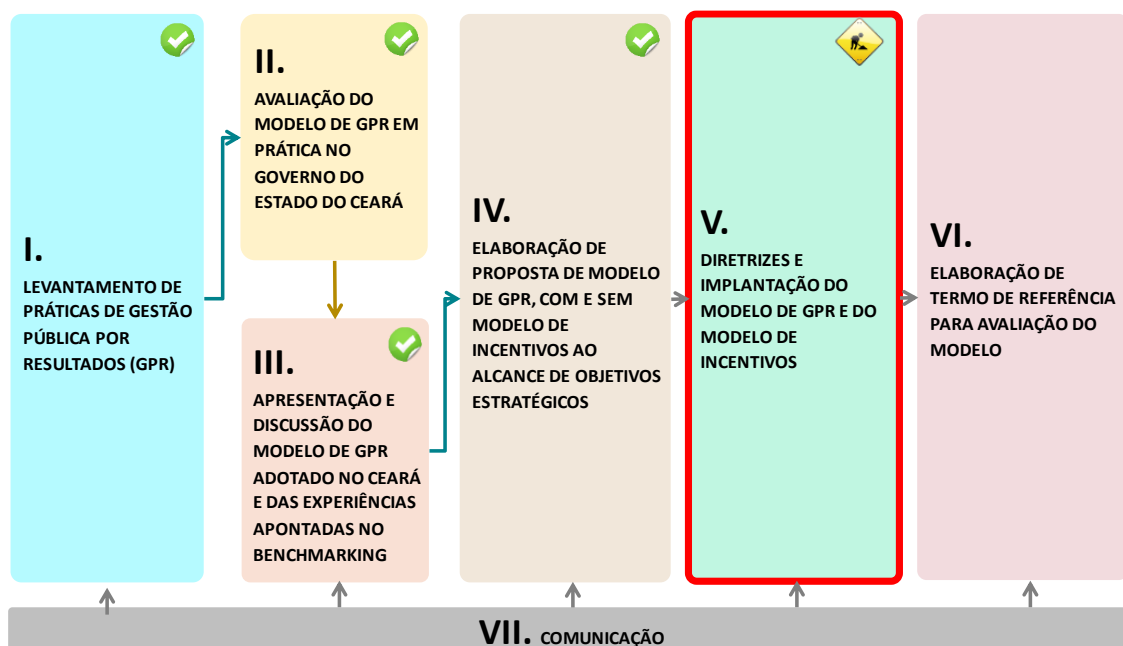 I.
LEVANTAMENTO DE
PRÁTICAS DE GESTÃO
PÚBLICA POR
RESULTADOS (GPR)
II.
AVALIAÇÃO DO
MODELO DE GPR EM
PRÁTICA NO
GOVERNO DO
ESTADO DO CEARÁ
III.
APRESENTAÇÃO E
DISCUSSÃO DO
MODELO DE GPR
ADOTADO NO CEARÁ
E DAS EXPERIÊNCIAS
APONTADAS NO
BENCHMARKING
IV.
ELABORAÇÃO DE
PROPOSTA DE MODELO
DE GPR, COM E SEM
MODELO DE
INCENTIVOS AO
ALCANCE DE OBJETIVOS
ESTRATÉGICOS
V.
DIRETRIZES E
IMPLANTAÇÃO DO
MODELO DE GPR E DO
MODELO DE
INCENTIVOS
VI.
ELABORAÇÃO DE
TERMO DE REFERÊNCIA
PARA AVALIAÇÃO DO
MODELO
VII. COMUNICAÇÃO